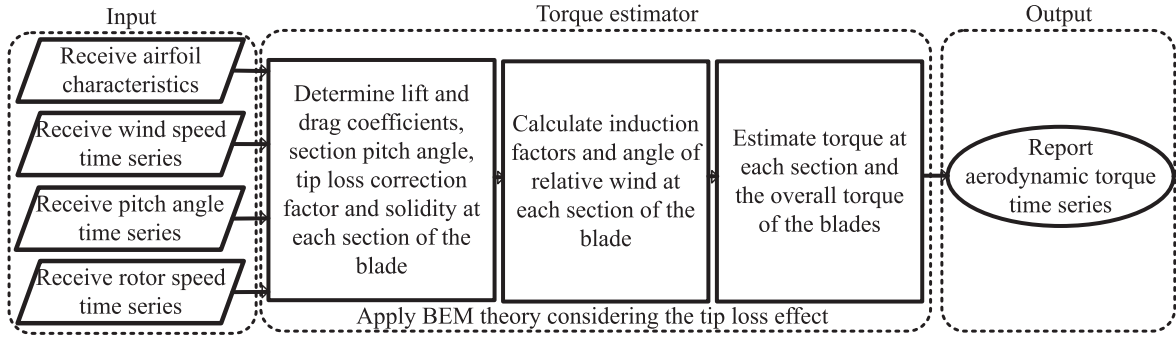 Input
Torque estimator
Output
Receive airfoil
characteristics
Receive wind speed
time series
Receive pitch angle
time series
Receive rotor speed
time series
Determine lift and
drag coefficients,
section pitch angle,
tip loss correction
factor and solidity at
each section of the
blade
Calculate induction
factors and angle of
relative wind at
each section of the
blade
Estimate torque at
each section and
the overall torque
of the blades
Apply BEM theory considering the tip loss effect
Report
aerodynamic torque
time series